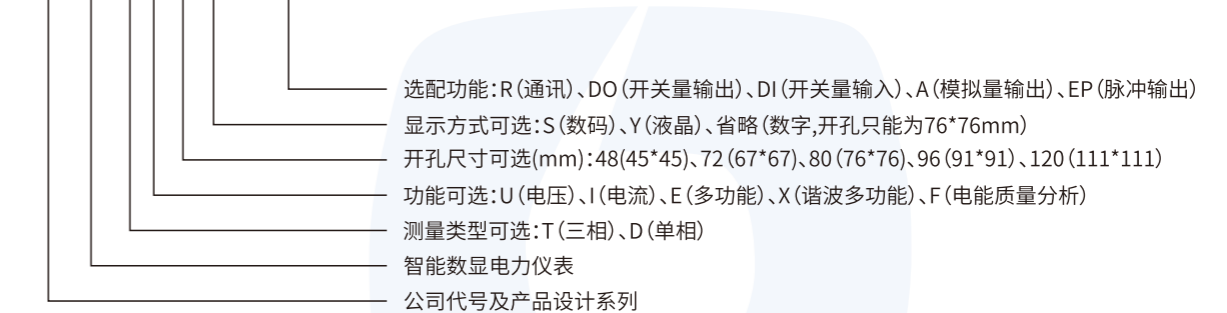 选配功能:R(通讯)、DO(开关量输出)、DI(开关量输入)、A(模拟量输出)、EP(脉冲输出)
显示方式可选:S(数码)、Y(液晶)、省略(数字,开孔只能为76*76mm)
开孔尺寸可选(mm):48(45*45)、72(67*67)、80(76*76)、96(91*91)、120(111*111)
功能可选:U(电压)、I(电流)、E(多功能)、X(谐波多功能)、F(电能质量分析)
测量类型可选:T(三相)、D(单相)
智能数显电力仪表
公司代号及产品设计系列